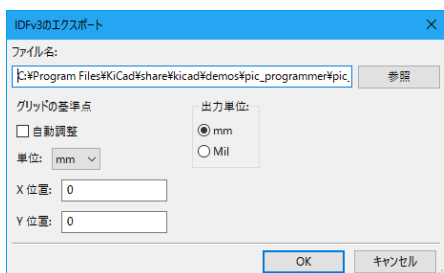 IDFv3のエクスポート
ファイル名:
C:¥Program Files¥KiCad¥share¥kicad¥demos¥pic_programmer¥pic_
参照
グリッドの基準点
出力単位:
自動調整
mm
単位: mm
Mil
X 位置: 0
Y 位置: 0
OK
キャンセル